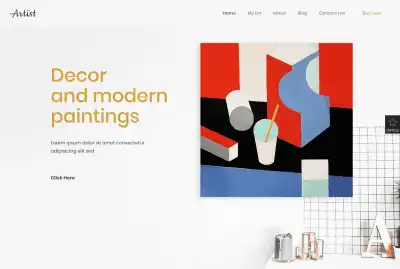 Artist
Home My art About Blog Contact me Buy now
Decor
and modern
paintings
Lorem ipsum dolor sit amet consectetur
adipiscing elit sed
Click Here
demos
A